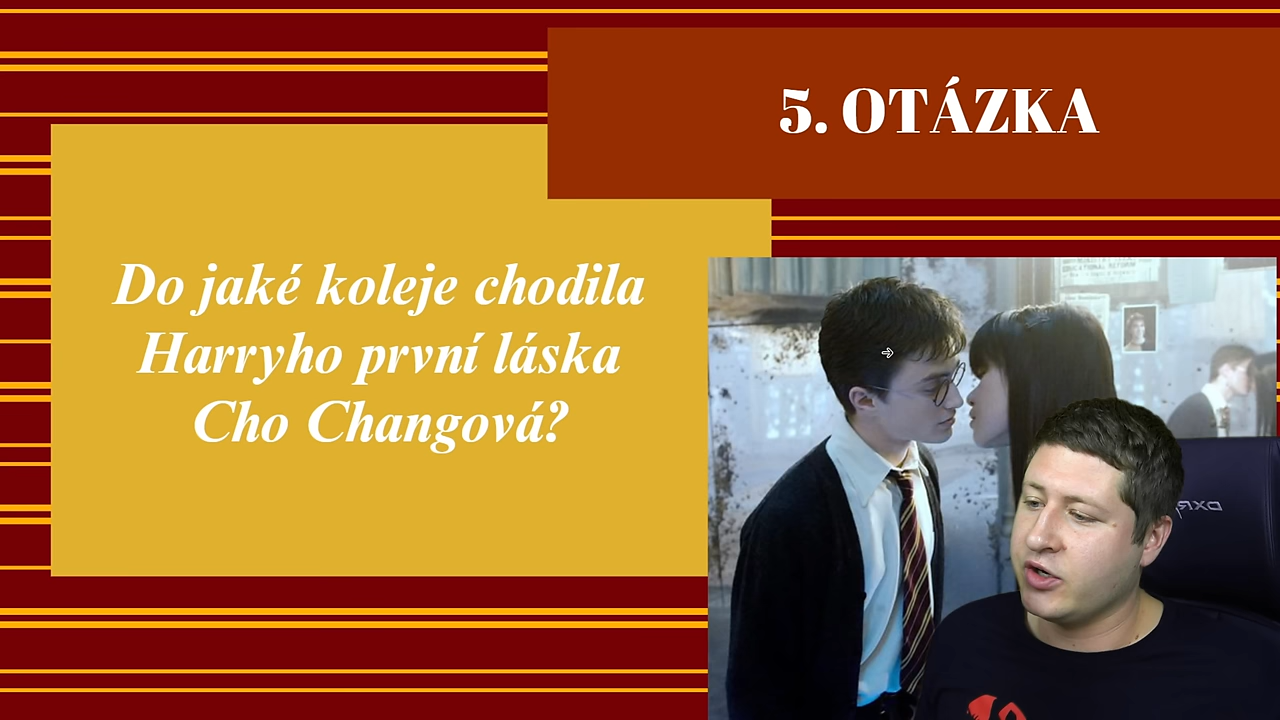 5. OTÁZKA
Do jaké koleje chodila
Harryho první láska
Cho Changová?